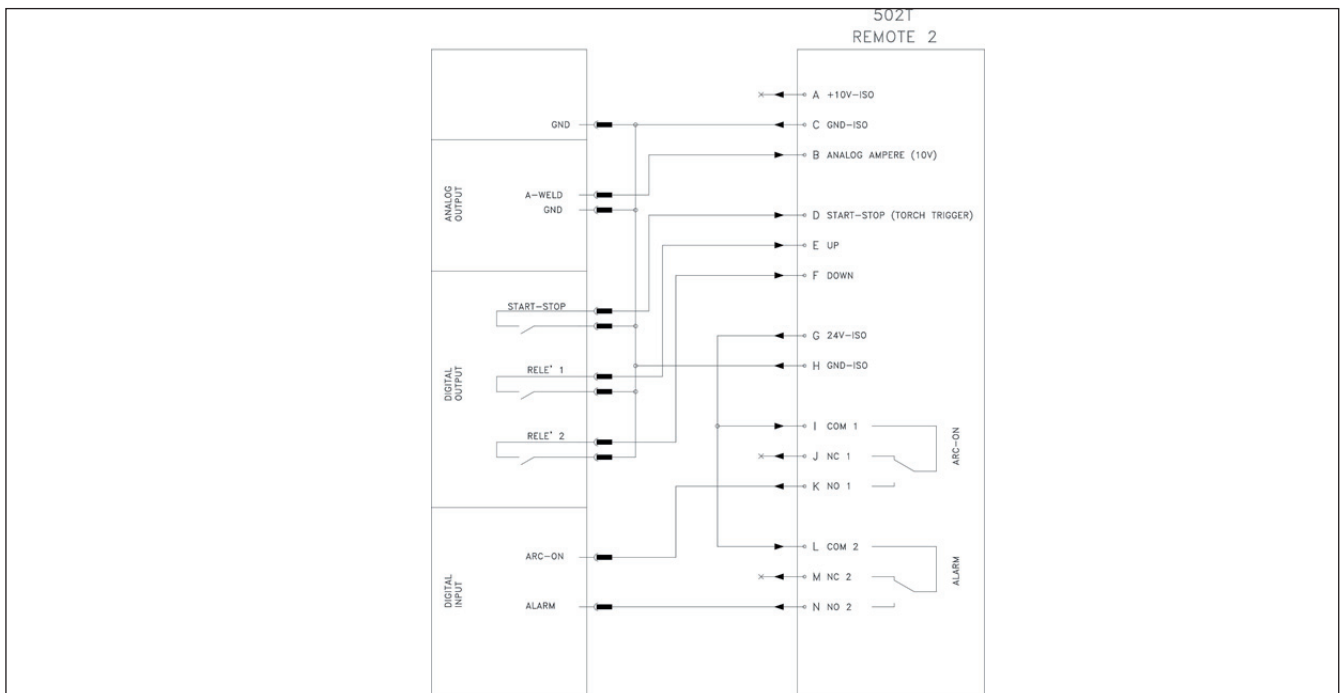 502T
REMOTE 2
GND
ANALOG
OUTPUT
A-WELD
GND
DIGITAL
OUTPUT
START-STOP
RELE' 1
RELE' 2
DIGITAL
INPUT
ARC-ON
ALARM
A +10V-ISO
C GND-ISO
B ANALOG AMPERE (10V)
D START-STOP (TORCH TRIGGER)
E UP
F DOWN
G 24V-ISO
H GND-ISO
I COM 1
J NC 1
K NO 1
ARC-ON
L COM 2
M NC 2
N NO 2
ALARM